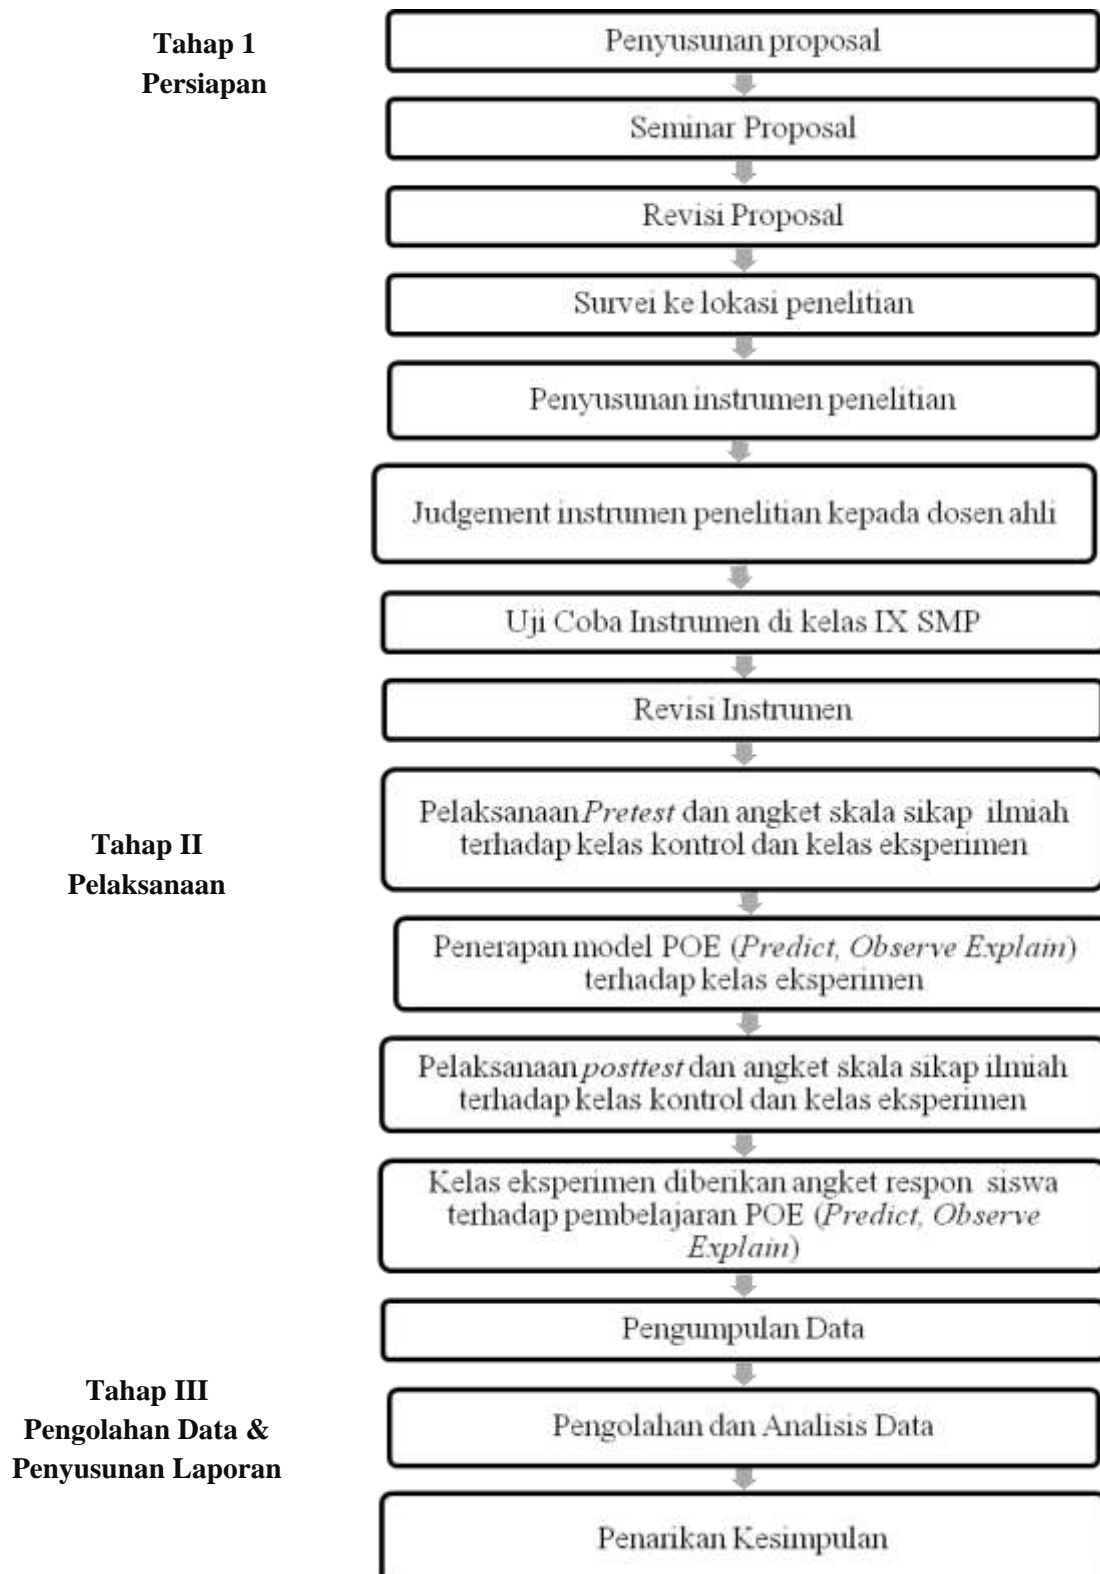 Tahap 1
Persiapan
Penyusunan proposal
Seminar Proposal
Revisi Proposal
Survei ke lokasi penelitian
Penyusunan instrumen penelitian
Judgement instrumen penelitian kepada dosen ahli
Uji Coba Instrumen di kelas IX SMP
Revisi Instrumen
Tahap II
Pelaksanaan
Pelaksanaan Pretest dan angket skala sikap ilmiah
terhadap kelas kontrol dan kelas eksperimen
Penerapan model POE (Predict, Observe Explain)
terhadap kelas eksperimen
Pelaksanaan posttest dan angket skala sikap ilmiah
terhadap kelas kontrol dan kelas eksperimen
Kelas eksperimen diberikan angket respon siswa
terhadap pembelajaran POE (Predict, Observe
Explain)
Pengumpulan Data
Tahap III
Pengolahan Data &
Penyusunan Laporan
Pengolahan dan Analisis Data
Penarikan Kesimpulan